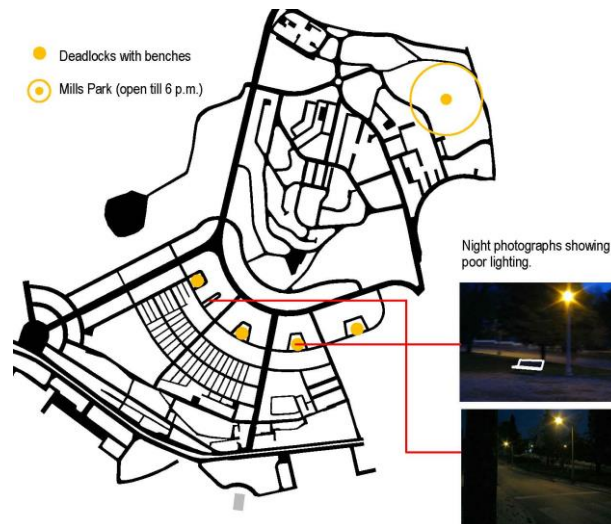 Deadlocks with benches
Mills Park (open till 6 p.m.)
Night photographs showing
poor lighting.